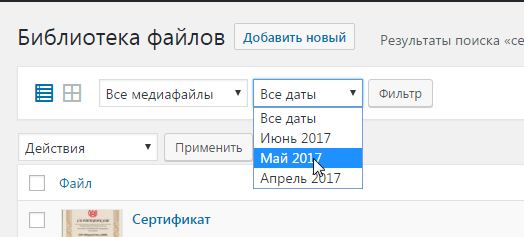 Библиотека файлов Добавить новый Результаты поиска «се
Все медиафайлы Все даты Фильтр
Все даты
Июнь 2017
Май 2017
Апрель 2017
Действия Применить
Файл
Сертификат